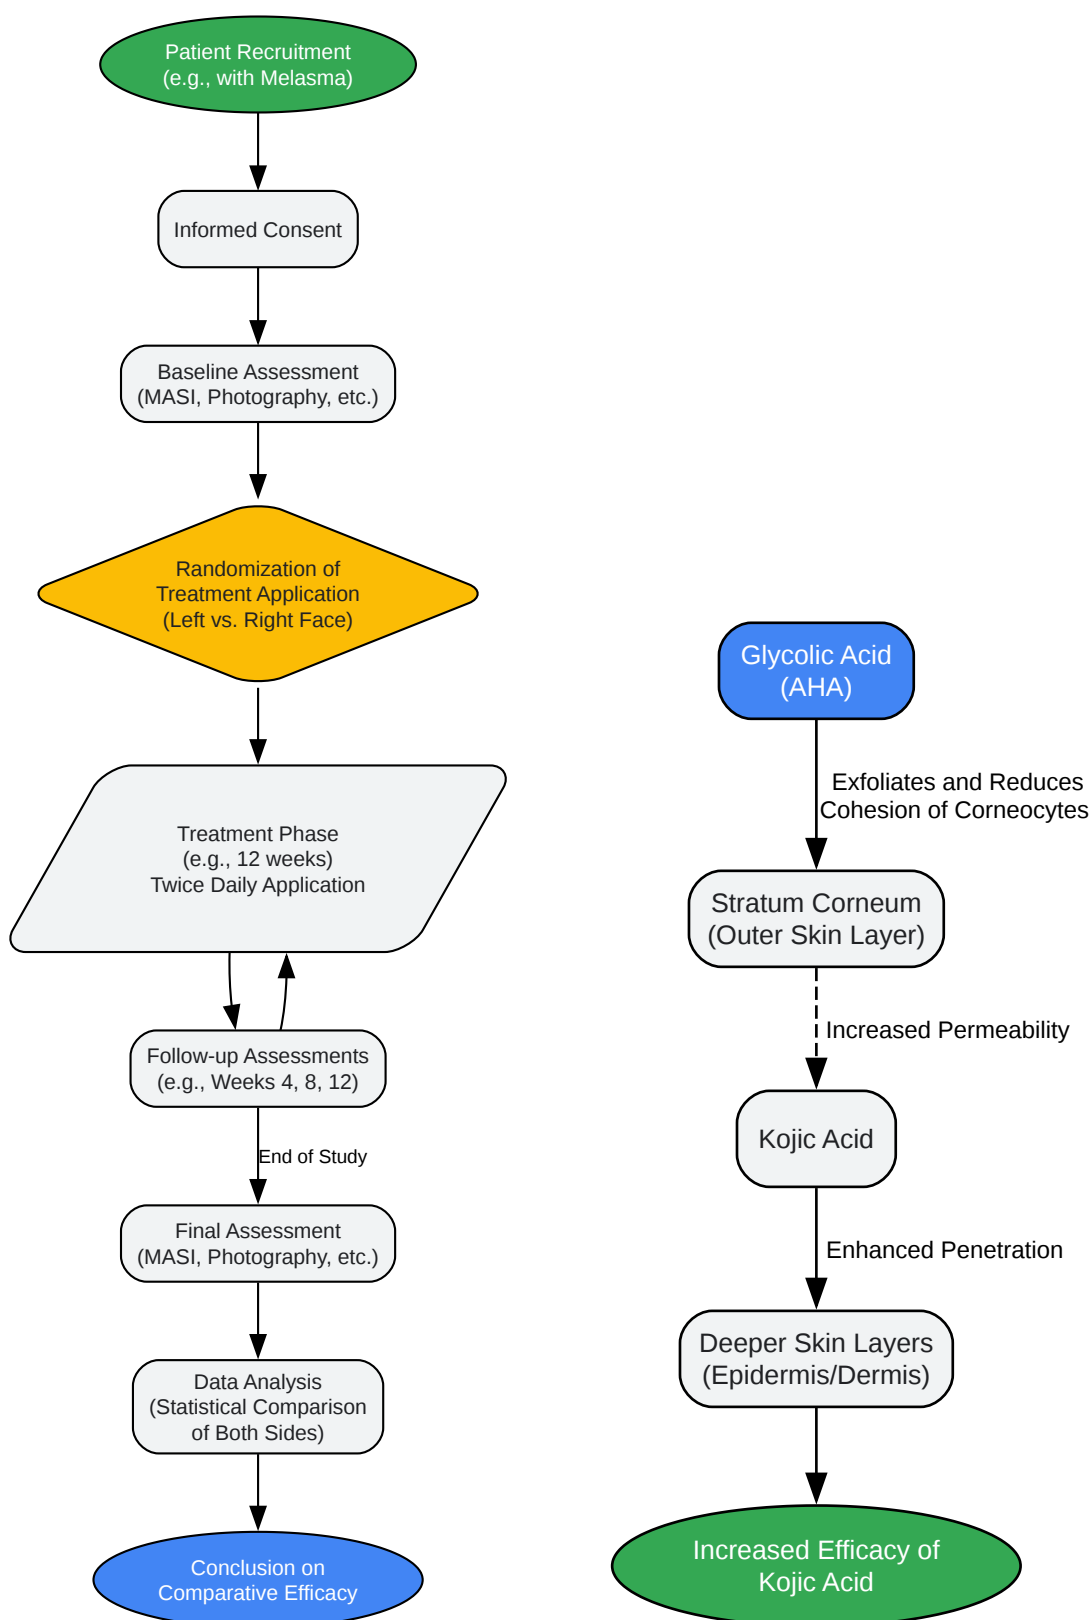 Patient Recruitment
(e.g., with Melasma)
Informed Consent
Baseline Assessment
(MASI, Photography, etc.)
Randomization of
Treatment Application
(Left vs. Right Face)
Treatment Phase
(e.g., 12 weeks)
Twice Daily Application
Follow-up Assessments
(e.g., Weeks 4, 8, 12)
End of Study
Final Assessment
(MASI, Photography, etc.)
Data Analysis
(Statistical Comparison
of Both Sides)
Conclusion on
Comparative Efficacy
Glycolic Acid
(AHA)
Exfoliates and Reduces
Cohesion of Corneocytes
Stratum Corneum
(Outer Skin Layer)
Increased Permeability
Kojic Acid
Enhanced Penetration
Deeper Skin Layers
(Epidermis/Dermis)
Increased Efficacy of
Kojic Acid